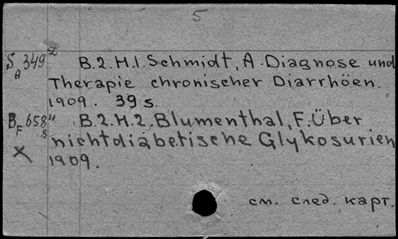 5
S 349 z
A
B.2.H.1. Schmidt, A. Diagnose und
Therapie chronischer Diarrhöen.
1909. 39 s.
B 658
F 8
B.2.H.2. Blumenthal, F. Über
nichtdiabetische Glykosurien
1909.
см. след. карт.